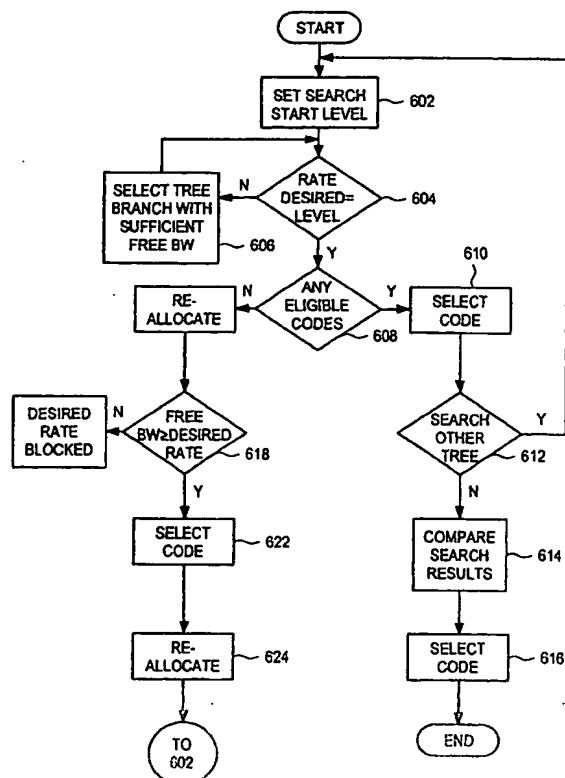 START
SET SEARCH
START LEVEL
602
SELECT TREE
BRANCH WITH
SUFFICIENT
FREE BW
606
N
RATE
DESIRED=
LEVEL
604
Y
RE-
ALLOCATE
N
ANY
ELIGIBLE
CODES
608
Y
610
SELECT
CODE
DESIRED
RATE
BLOCKED
N
FREE
BW≥DESIRED
RATE
618
Y
SEARCH
OTHER
TREE
612
Y
N
SELECT
CODE
622
COMPARE
SEARCH
RESULTS
614
RE-
ALLOCATE
624
SELECT
CODE
616
TO
602
END